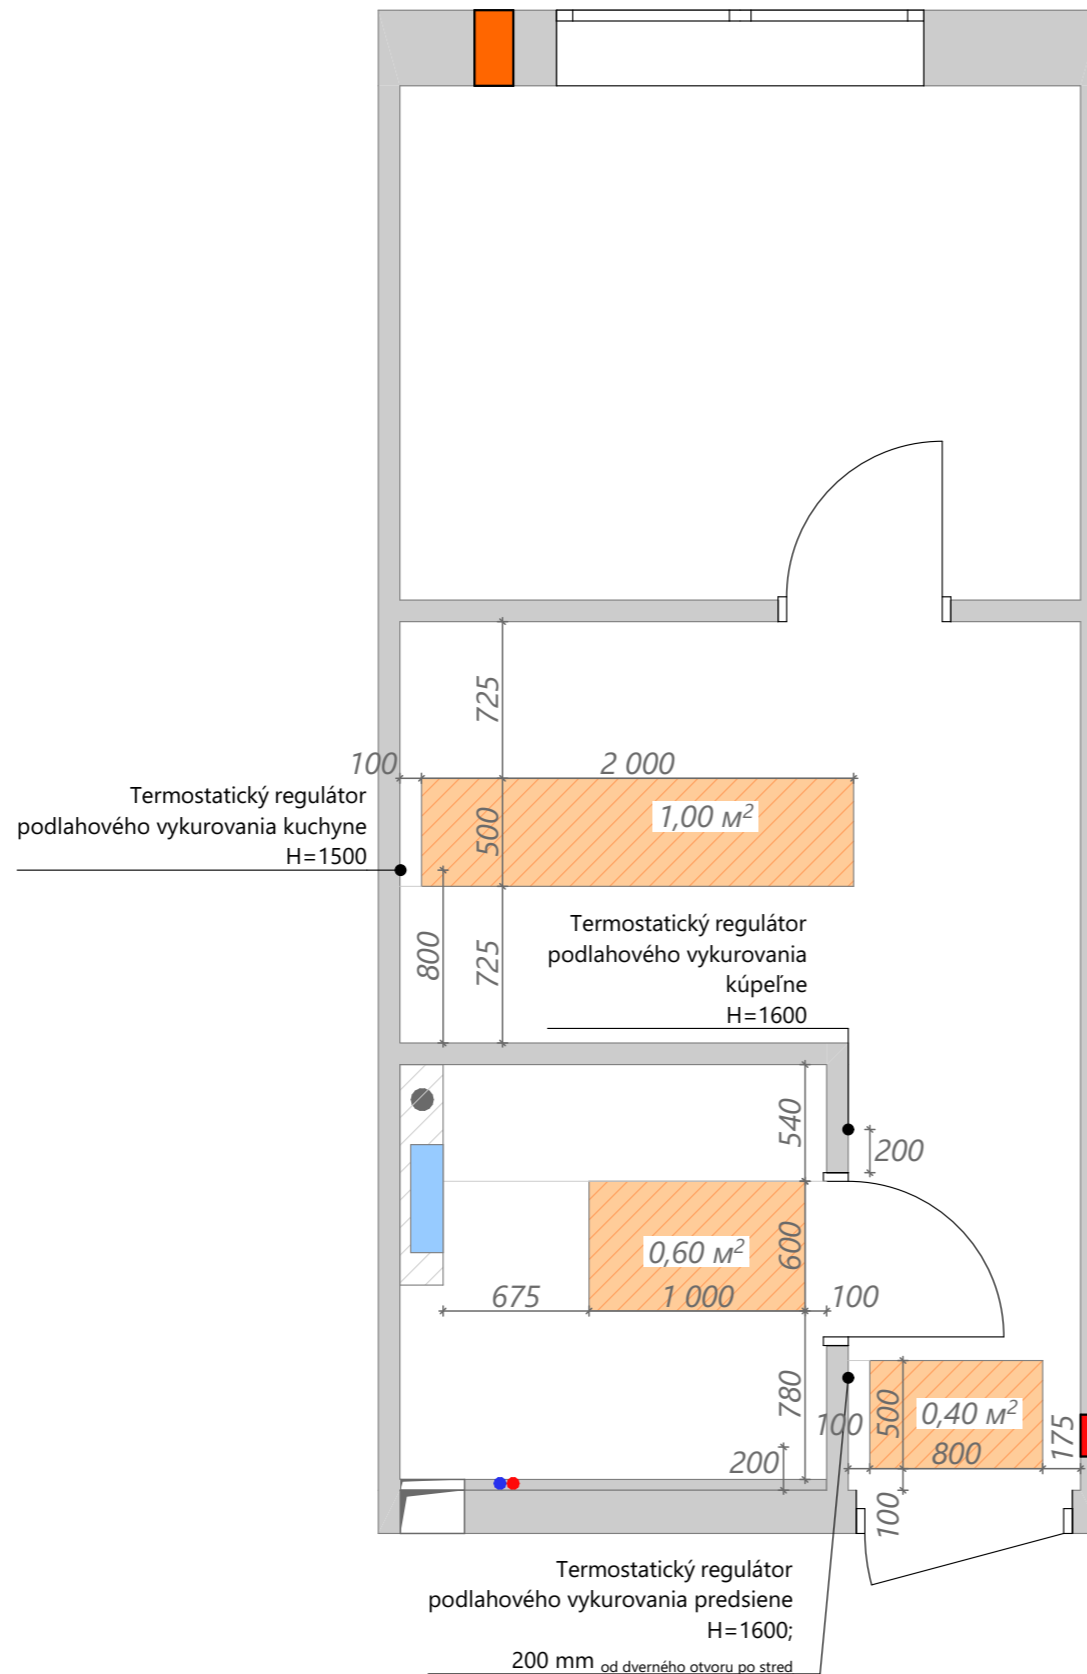 725
100
2 000
Termostatický regulátor
podlahového vykurovania kuchyne
H=1500
500
1,00 м²
800
725
Termostatický regulátor
podlahového vykurovania
kúpeľne
H=1600
540
200
0,60 м²
600
675
1 000
100
780
200
100
500
0,40 м²
800
175
100
Termostatický regulátor
podlahového vykurovania predsiene
H=1600;
200 mm od dverného otvoru po stred